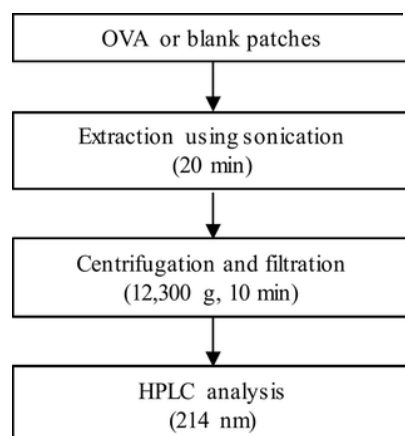 OVA or blank patches
Extraction using sonication
(20 min)
Centrifugation and filtration
(12,300 g, 10 min)
HPLC analysis
(214 nm)